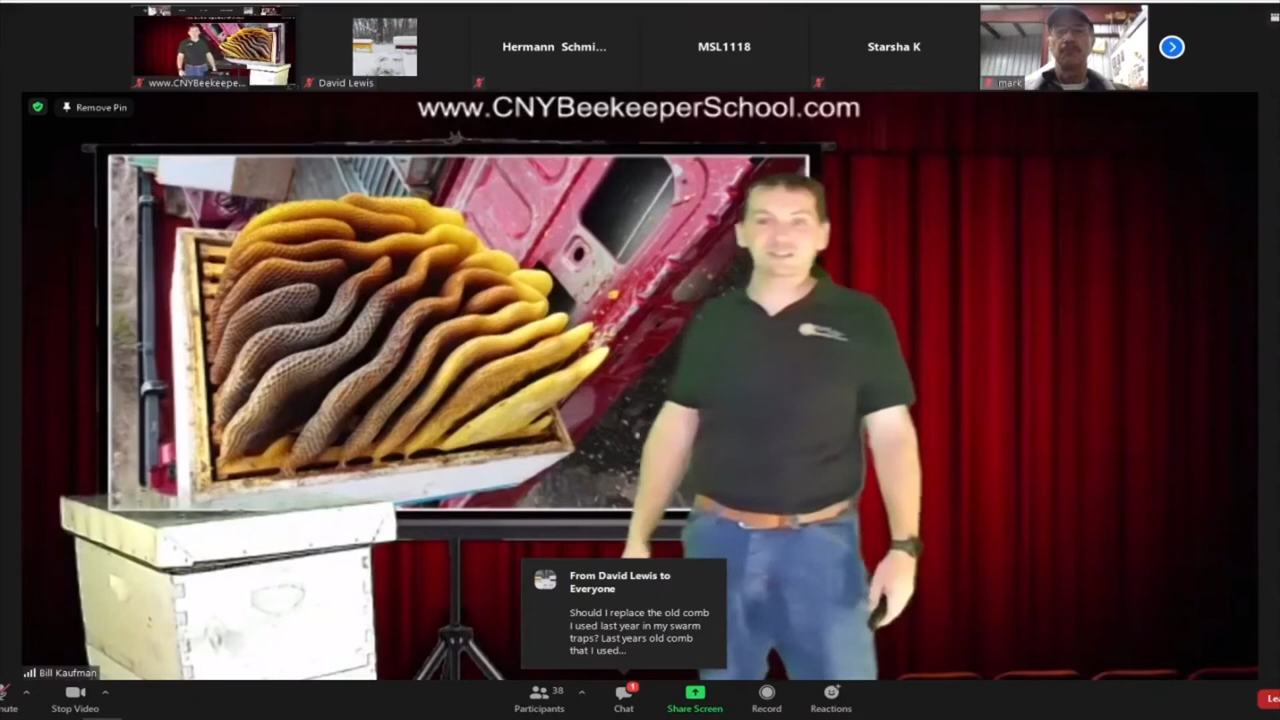 Hermann Schmi...
MSL1118
Starsha K
www.CNYBeekeepe...
David Lewis
mark
Remove Pin
www.CNYBeekeeperSchool.com
From David Lewis to
Everyone
Should I replace the old comb
I used last year in my swarm
traps? Last years old comb
that I used...
Bill Kaufman
nute
Stop Video
38
Participants
1
Chat
Share Screen
Record
Reactions
Lea